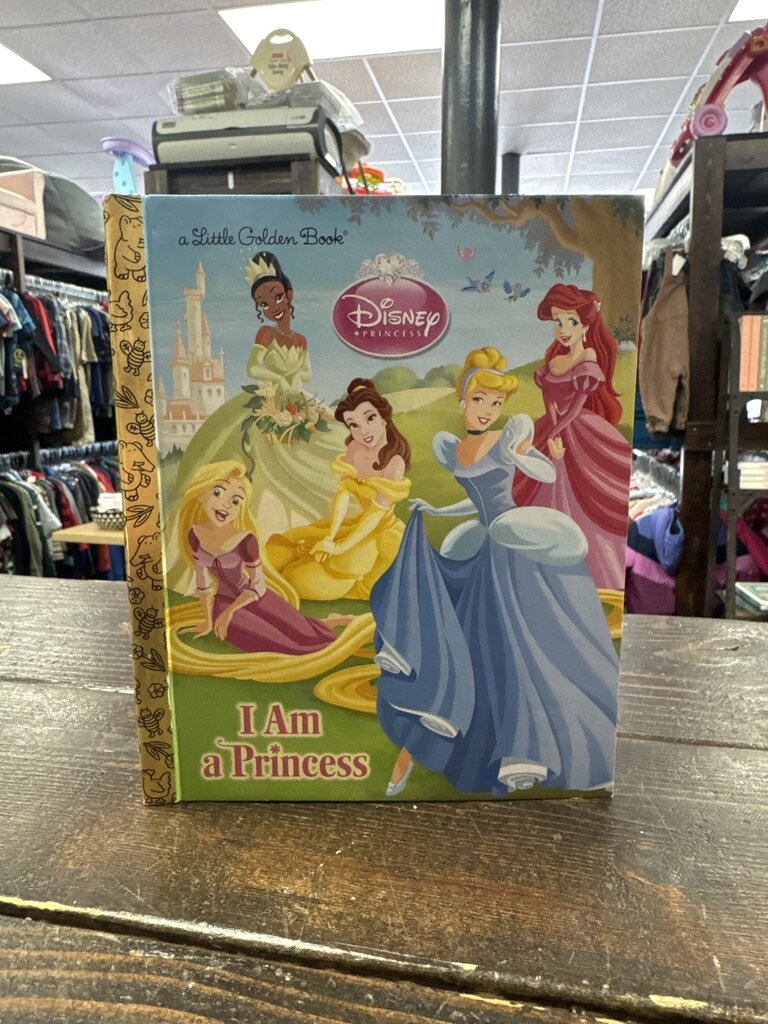 a Little Golden Book®
Disney
PRINCESS
I Am
a Princess